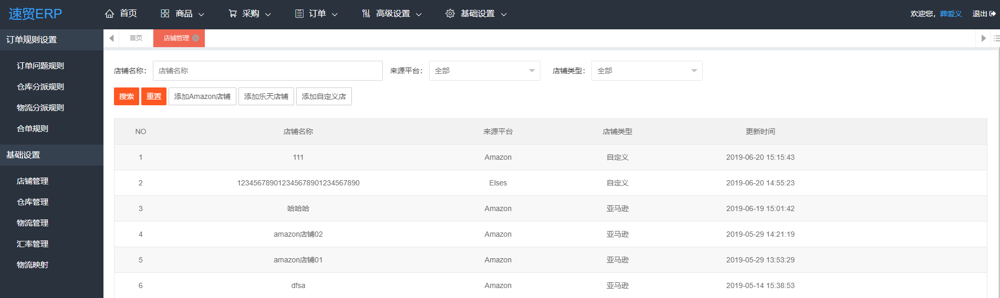 速贸ERP 首页 商品 采购 订单 高级设置 基础设置 欢迎您，葬爱义 退出
订单规则设置
订单问题规则
仓库分派规则
物流分派规则
合单规则
基础设置
店铺管理
仓库管理
物流管理
汇率管理
物流映射
首页 店铺管理
店铺名称： 店铺名称 来源平台： 全部 店铺类型： 全部
搜索 重置 添加Amazon店铺 添加乐天店铺 添加自定义店
NO 店铺名称 来源平台 店铺类型 更新时间
1 111 Amazon 自定义 2019-06-20 15:15:43
2 123456789012345678901234567890 Elses 自定义 2019-06-20 14:55:23
3 哈哈哈 Amazon 亚马逊 2019-06-19 15:01:42
4 amazon店铺02 Amazon 亚马逊 2019-05-29 14:21:19
5 amazon店铺01 Amazon 亚马逊 2019-05-29 13:53:29
6 dfsa Amazon 亚马逊 2019-05-14 15:38:53